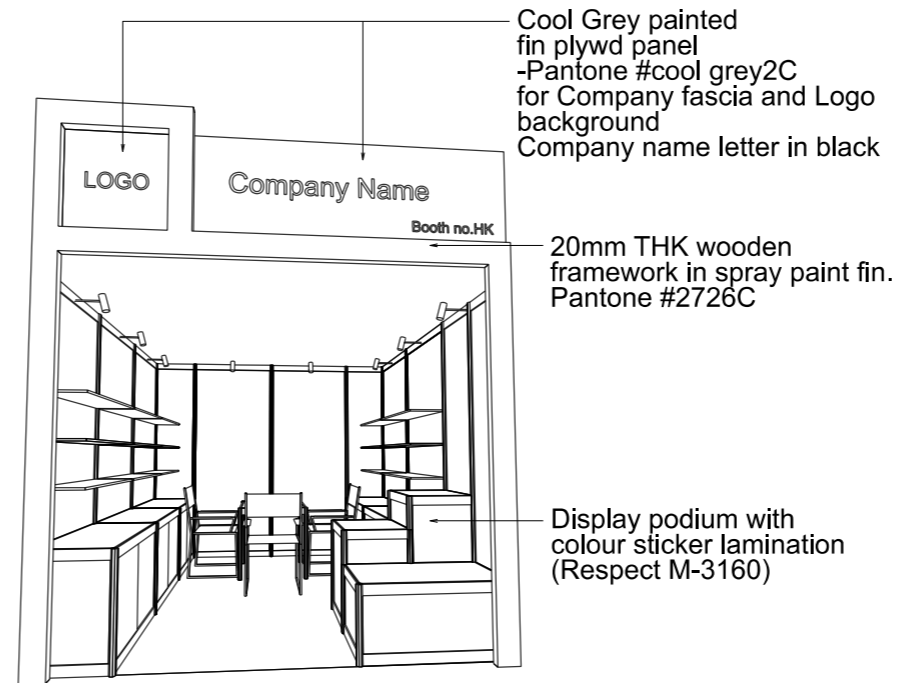 Cool Grey painted
fin plywd panel
-Pantone #cool grey2C
for Company fascia and Logo
background
Company name letter in black
LOGO
Company Name
Booth no.HK
20mm THK wooden
framework in spray paint fin.
Pantone #2726C
Display podium with
colour sticker lamination
(Respect M-3160)